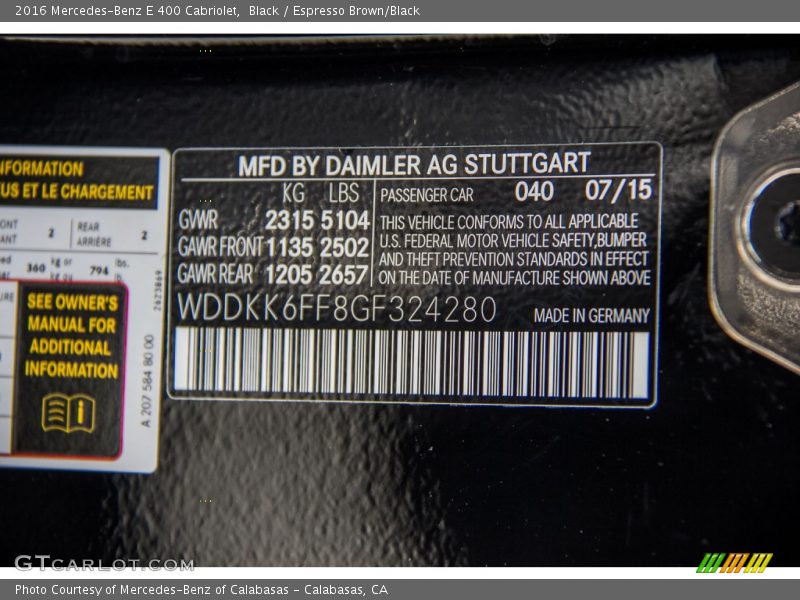 2016 Mercedes-Benz E 400 Cabriolet, Black / Espresso Brown/Black
MFD BY DAIMLER AG STUTTGART
KG LBS PASSENGER CAR 040 07/15
GWR 2315 5104
GAWR FRONT 1135 2502
GAWR REAR 1205 2657
THIS VEHICLE CONFORMS TO ALL APPLICABLE
U.S. FEDERAL MOTOR VEHICLE SAFETY,BUMPER
AND THEFT PREVENTION STANDARDS IN EFFECT
ON THE DATE OF MANUFACTURE SHOWN ABOVE
WDDKK6FF8GF324280 MADE IN GERMANY
US ET LE CHARGEMENT
2 REAR 2
ARRIÈRE
360 kg or 794 lbs.
SEE OWNER'S
MANUAL FOR
ADDITIONAL
INFORMATION
2623869
A 207 584 80 00
GTCARLOT.COM
Photo Courtesy of Mercedes-Benz of Calabasas - Calabasas, CA